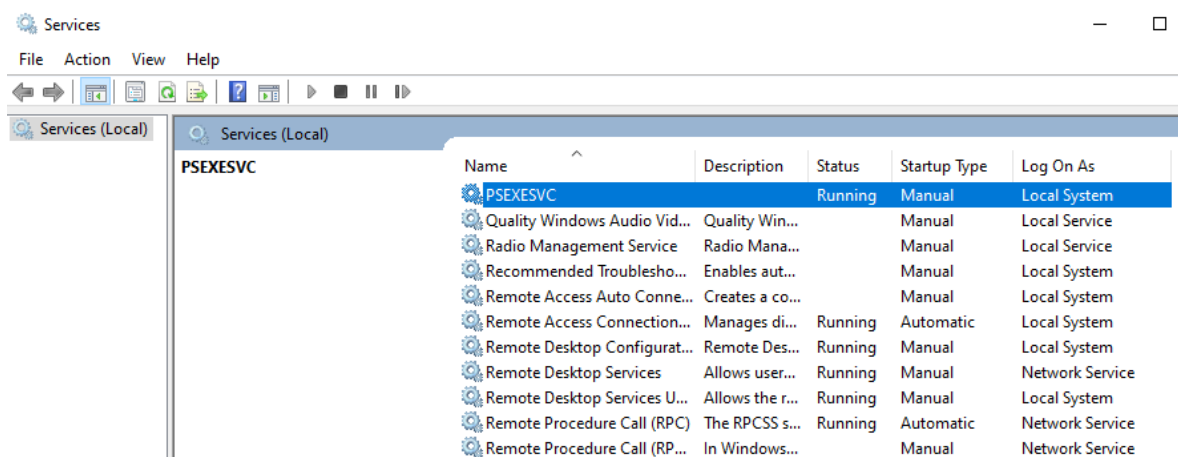 Services
File Action View Help
Services (Local)
Services (Local)
PSEXESVC
Name Description Status Startup Type Log On As
PSEXESVC Running Manual Local System
Quality Windows Audio Vid... Quality Win... Manual Local Service
Radio Management Service Radio Mana... Manual Local Service
Recommended Troublesho... Enables aut... Manual Local System
Remote Access Auto Conne... Creates a co... Manual Local System
Remote Access Connection... Manages di... Running Automatic Local System
Remote Desktop Configurat... Remote Des... Running Manual Local System
Remote Desktop Services Allows user... Running Manual Network Service
Remote Desktop Services U... Allows the r... Running Manual Local System
Remote Procedure Call (RPC) The RPCSS s... Running Automatic Network Service
Remote Procedure Call (RP... In Windows... Manual Network Service